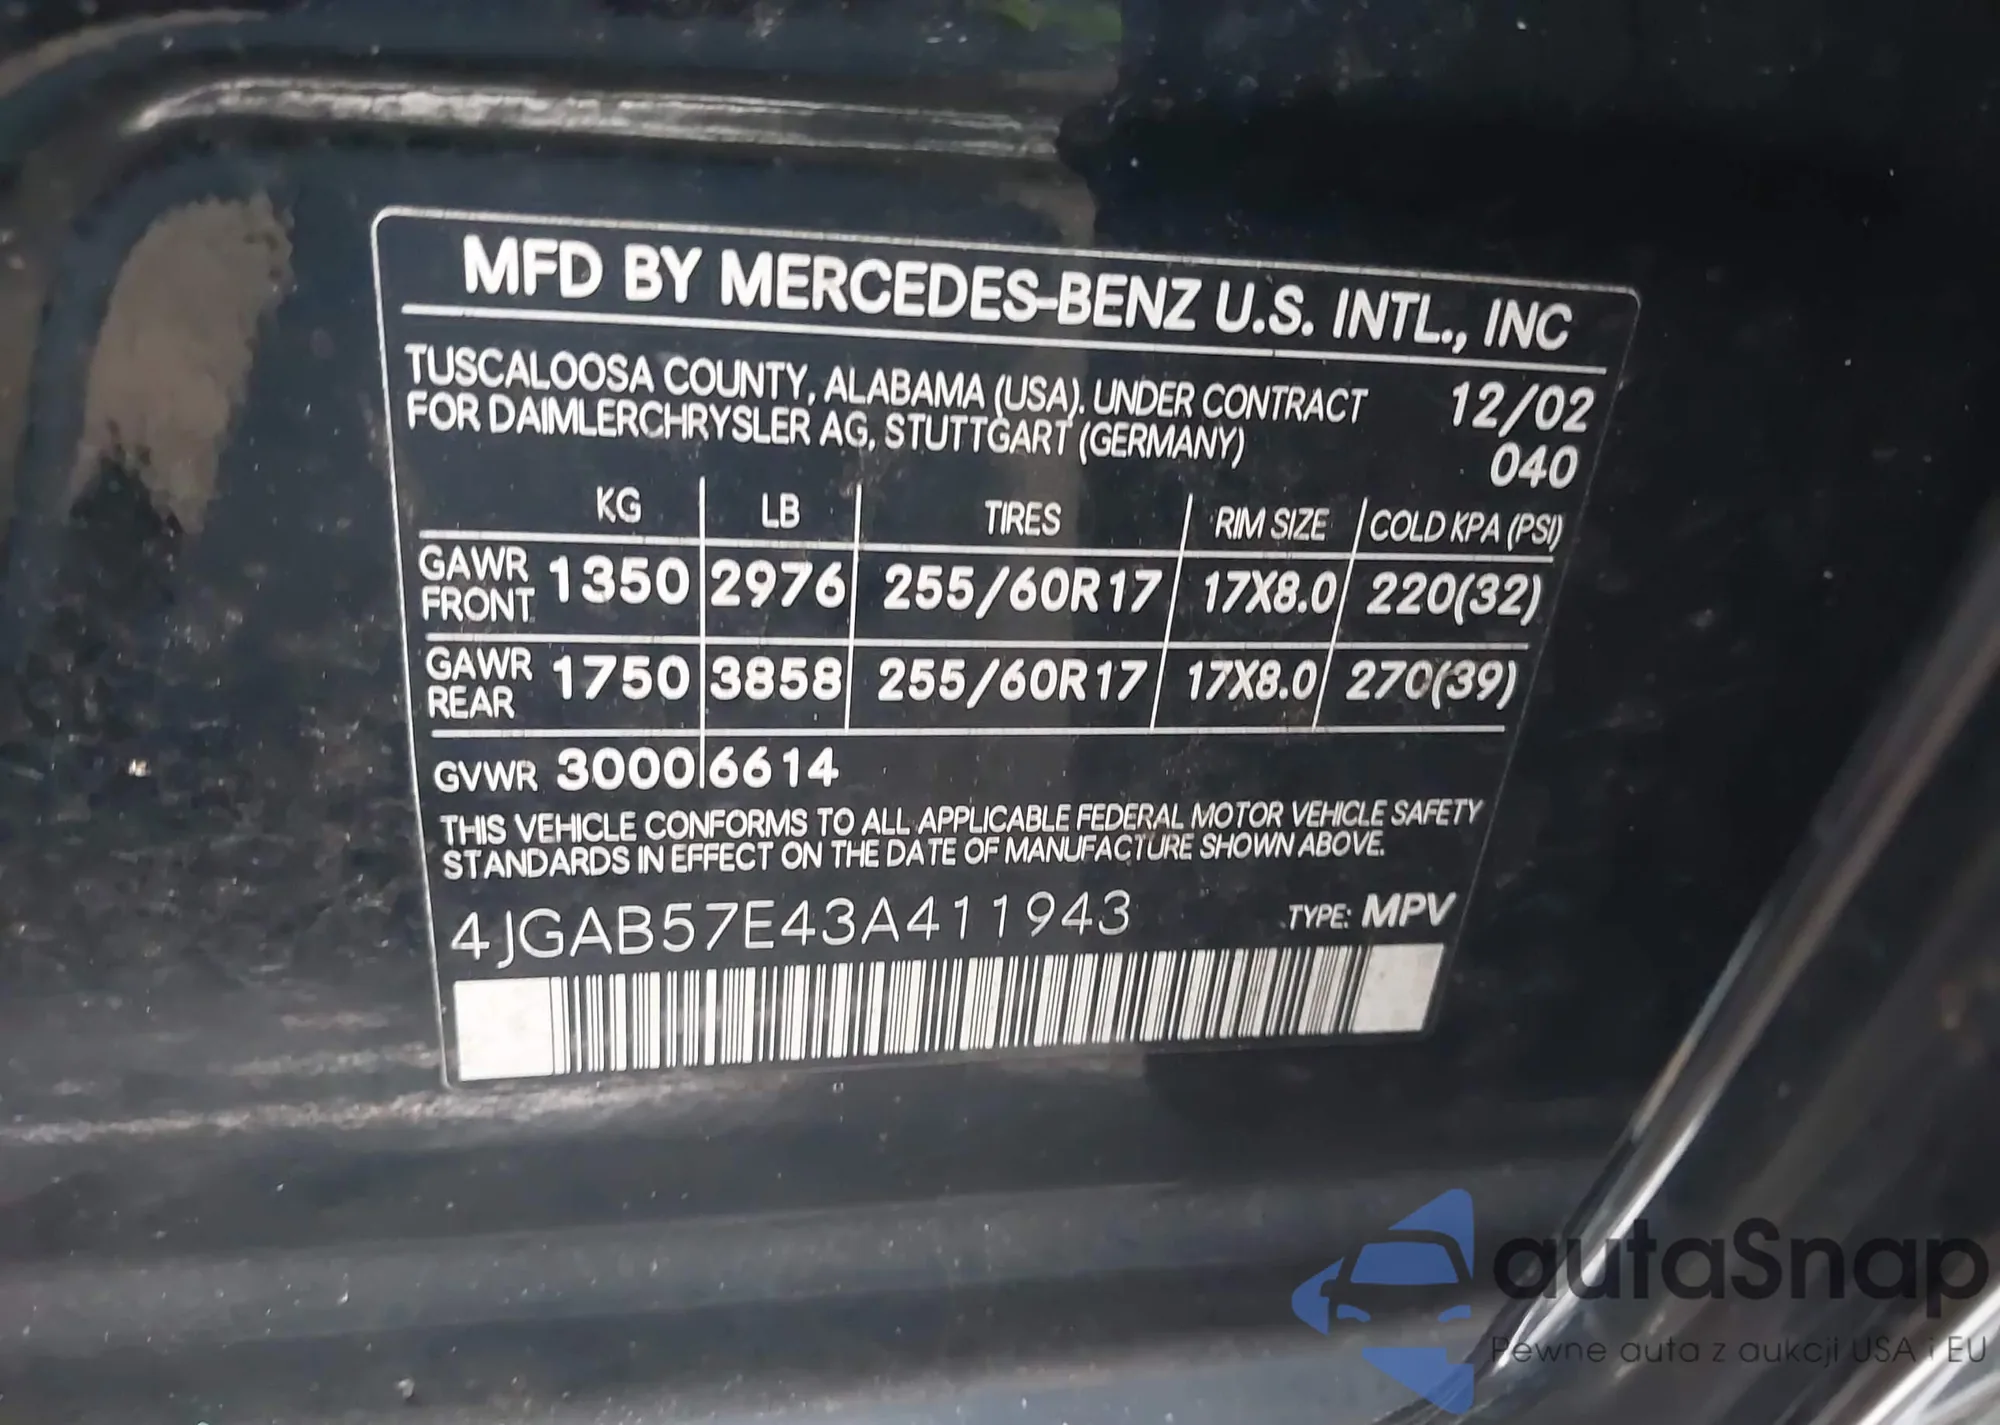 MFD BY MERCEDES-BENZ U.S. INTL., INC
TUSCALOOSA COUNTY, ALABAMA (USA). UNDER CONTRACT 12/02
FOR DAIMLERCHRYSLER AG, STUTTGART (GERMANY) 040
KG LB TIRES RIM SIZE COLD KPA (PSI)
GAWR FRONT 1350 2976 255/60R17 17X8.0 220(32)
GAWR REAR 1750 3858 255/60R17 17X8.0 270(39)
GVWR 3000 6614
THIS VEHICLE CONFORMS TO ALL APPLICABLE FEDERAL MOTOR VEHICLE SAFETY
STANDARDS IN EFFECT ON THE DATE OF MANUFACTURE SHOWN ABOVE.
4JGAB57E43A411943 TYPE: MPV
autaSnap
Pewne auta z aukcji USA i EU